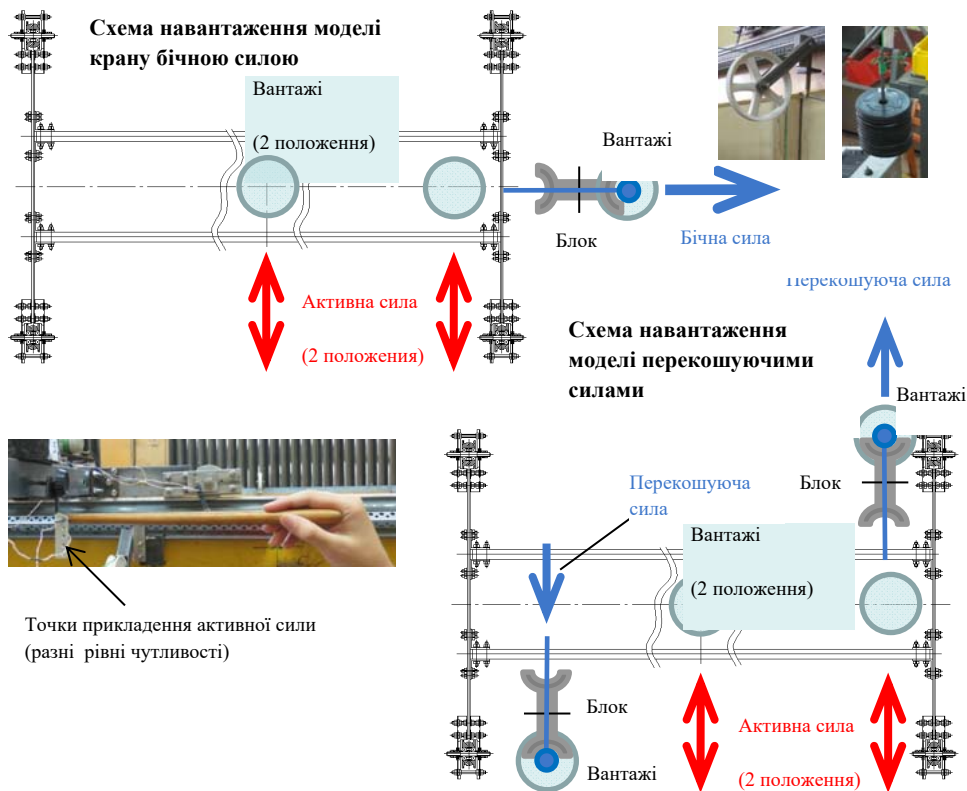 Схема навантаження моделі
крану бічною силою
Вантажі
(2 положення)
Вантажі
Блок
Бічна сила
Активна сила
(2 положения)
Перекошуюча сила
Схема навантаження
моделі перекошуючими
силами
Вантажі
Блок
Перекошуюча
сила
Вантажі
(2 положення)
Точки прикладення активної сили
(разні рівні чутливості)
Блок
Вантажі
Активна сила
(2 положення)